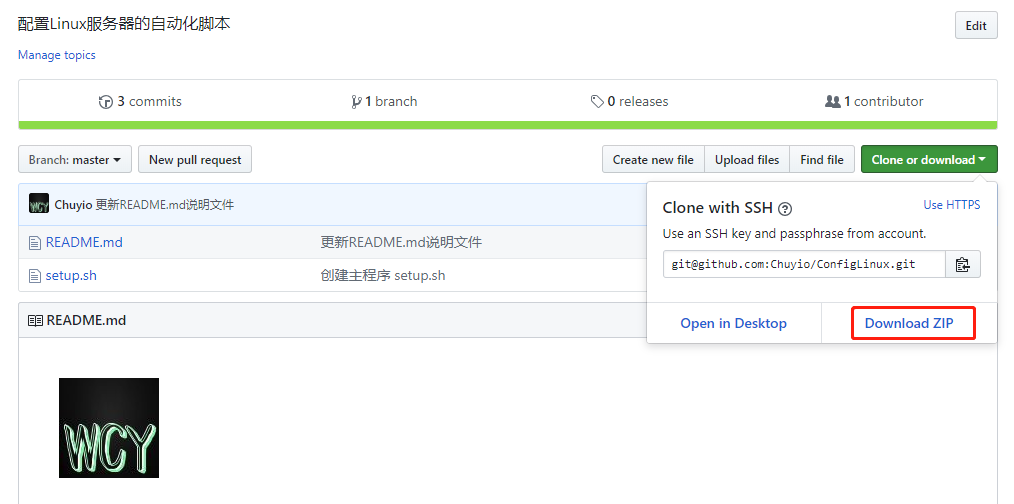 配置Linux服务器的自动化脚本
Edit
Manage topics
3 commits
1 branch
0 releases
1 contributor
Branch: master
New pull request
Create new file
Upload files
Find file
Clone or download
WCY
Chuyio 更新README.md说明文件
README.md
更新README.md说明文件
setup.sh
创建主程序 setup.sh
Clone with SSH
Use HTTPS
Use an SSH key and passphrase from account.
git@github.com:Chuyio/ConfigLinux.git
Open in Desktop
Download ZIP
README.md
WCY